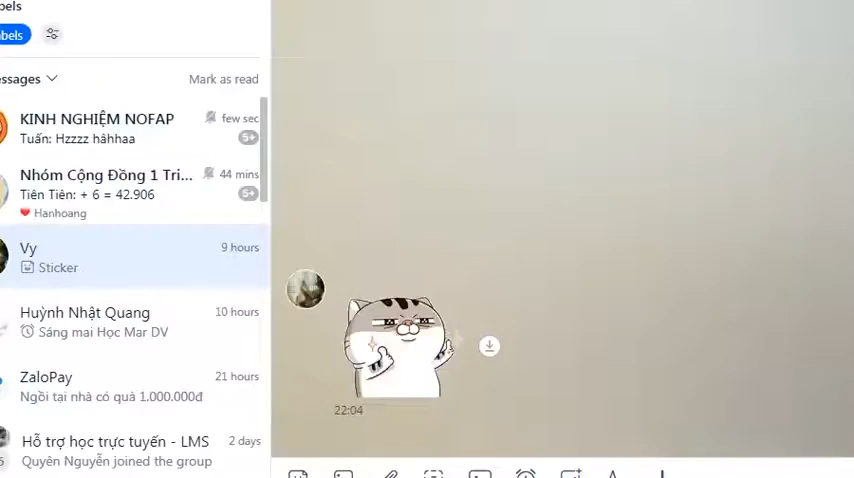 bels
bels
ssages
Mark as read
KINH NGHIỆM NOFAP
few sec
Tuấn: Hzzzz hâhhaa
5+
Nhóm Cộng Đồng 1 Tri...
44 mins
Tiên Tiên: + 6 = 42.906
5+
Hanhoang
Vy
9 hours
Sticker
Huỳnh Nhật Quang
10 hours
Sáng mai Học Mar DV
ZaloPay
21 hours
Ngồi tại nhà có quà 1.000.000đ
Hỗ trợ học trực tuyến - LMS
2 days
Quyên Nguyễn joined the group
22:04